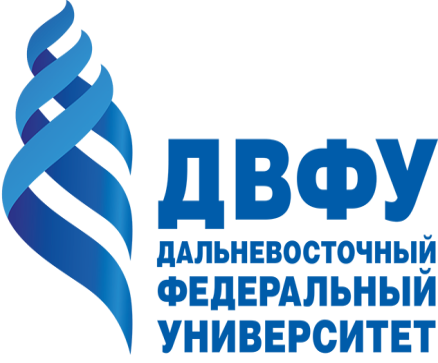 ДВФУ
ДАЛЬНЕВОСТОЧНЫЙ
ФЕДЕРАЛЬНЫЙ
УНИВЕРСИТЕТ